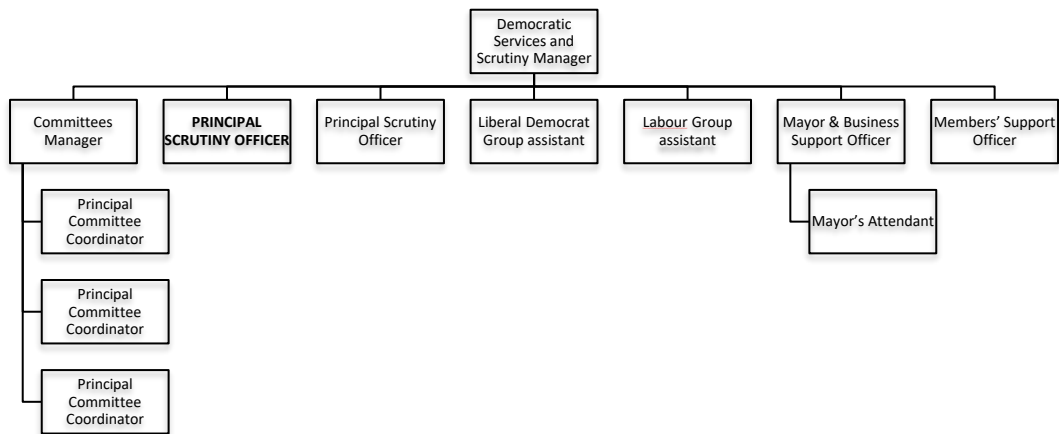 Democratic
Services and
Scrutiny Manager
Committees
Manager
PRINCIPAL
SCRUTINY OFFICER
Principal Scrutiny
Officer
Liberal Democrat
Group assistant
Labour Group
assistant
Mayor & Business
Support Officer
Members’ Support
Officer
Principal
Committee
Coordinator
Mayor’s Attendant
Principal
Committee
Coordinator
Principal
Committee
Coordinator